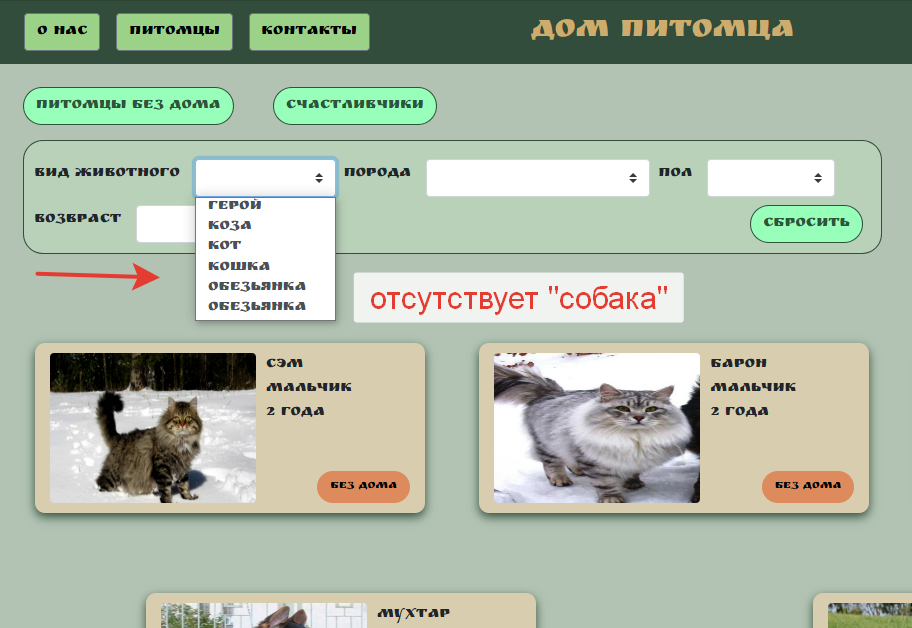 О НАС ПИТОМЦЫ КОНТАКТЫ ДОМ ПИТОМЦА
ПИТОМЦЫ БЕЗ ДОМА СЧАСТЛИВЧИКИ
ВИД ЖИВОТНОГО ПОРОДА ПОЛ
ВОЗВРАСТ СБРОСИТЬ
ГЕРОЙ
КОЗА
КОТ
КОШКА
ОБЕЗЬЯНКА
ОБЕЗЬЯНКА
отсутствует "собака"
СЭМ
МАЛЬЧИК
2 ГОДА
БЕЗ ДОМА
БАРОН
МАЛЬЧИК
2 ГОДА
БЕЗ ДОМА
МУХТАР